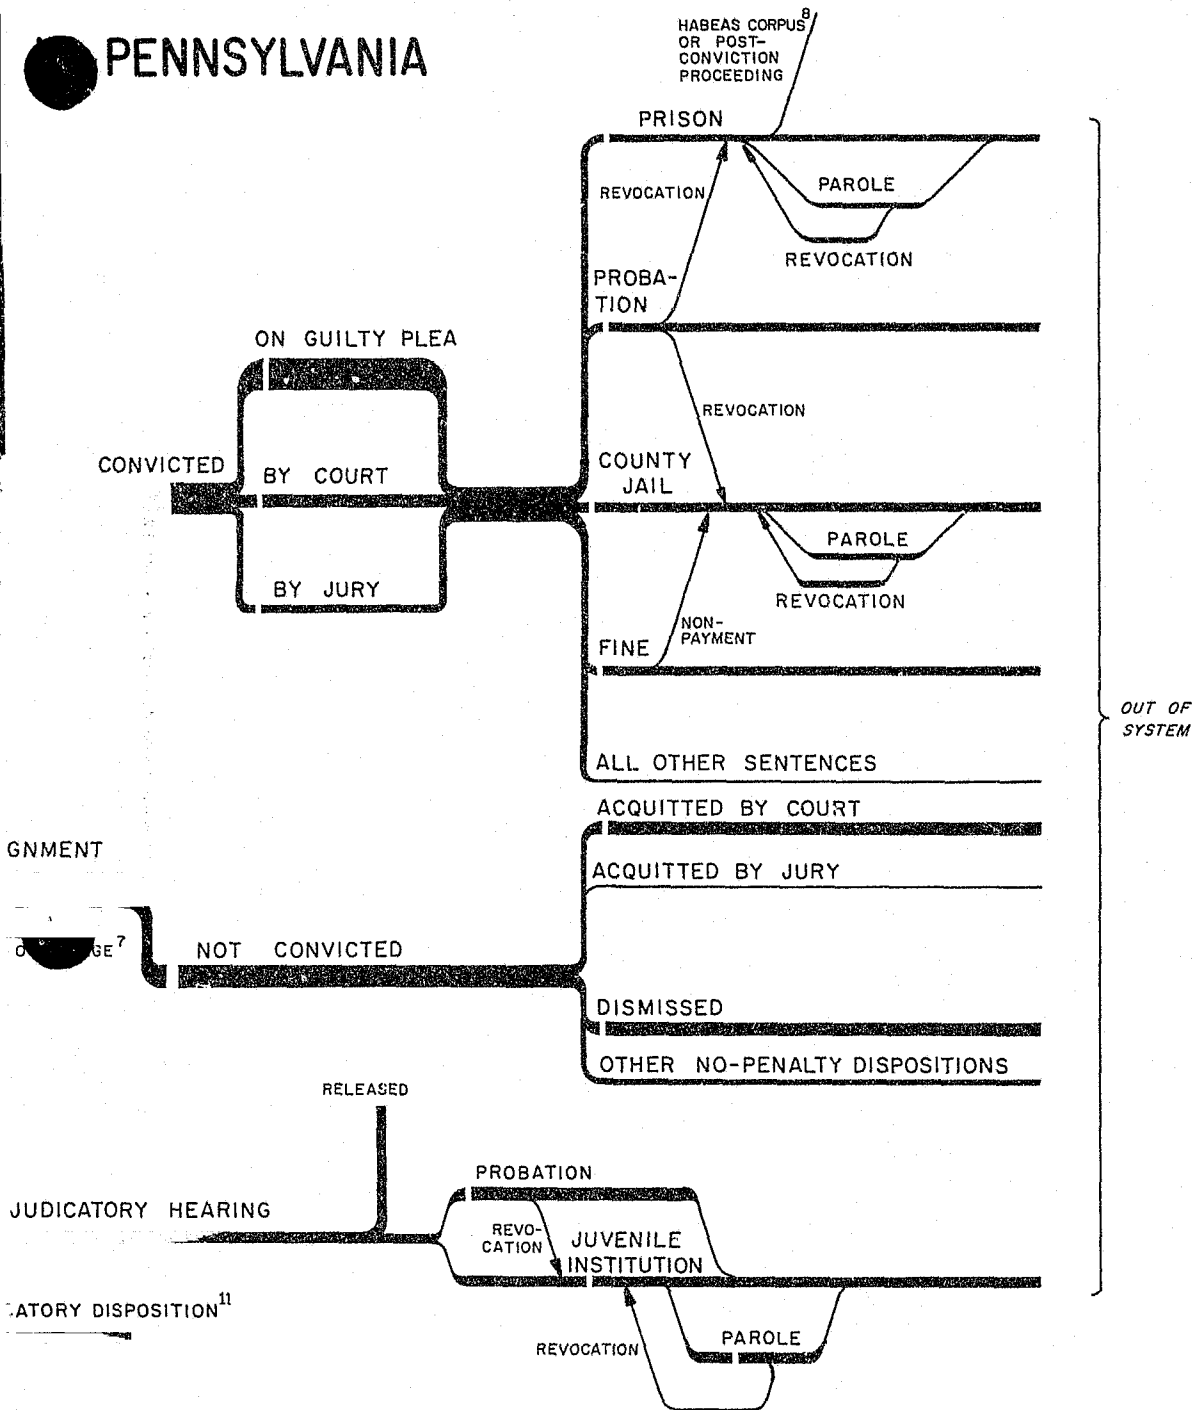 PENNSYLVANIA
HABEAS CORPUS8
OR POST-
CONVICTION
PROCEEDING
PRISON
REVOCATION
PAROLE
REVOCATION
PROBA-
TION
ON GUILTY PLEA
REVOCATION
CONVICTED
BY COURT
COUNTY
JAIL
PAROLE
REVOCATION
BY JURY
NON-
PAYMENT
FINE
OUT OF
SYSTEM
ALL OTHER SENTENCES
ACQUITTED BY COURT
GNMENT
ACQUITTED BY JURY
GE7
NOT CONVICTED
DISMISSED
OTHER NO-PENALTY DISPOSITIONS
RELEASED
PROBATION
JUDICATORY HEARING
REVO-
CATION
JUVENILE
INSTITUTION
ATORY DISPOSITION11
PAROLE
REVOCATION